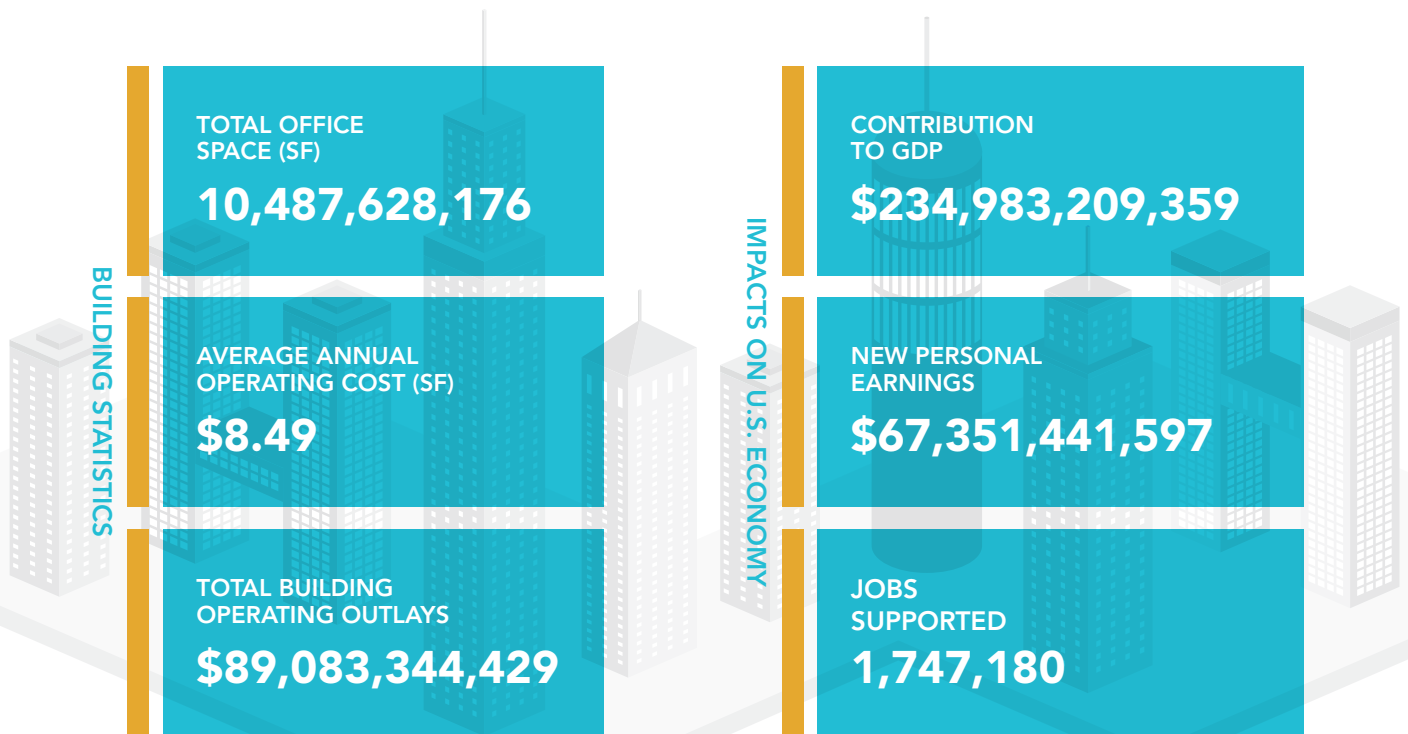 BUILDING STATISTICS
TOTAL OFFICE
SPACE (SF)
10,487,628,176
AVERAGE ANNUAL
OPERATING COST (SF)
$8.49
TOTAL BUILDING
OPERATING OUTLAYS
$89,083,344,429
IMPACTS ON U.S. ECONOMY
CONTRIBUTION
TO GDP
$234,983,209,359
NEW PERSONAL
EARNINGS
$67,351,441,597
JOBS
SUPPORTED
1,747,180